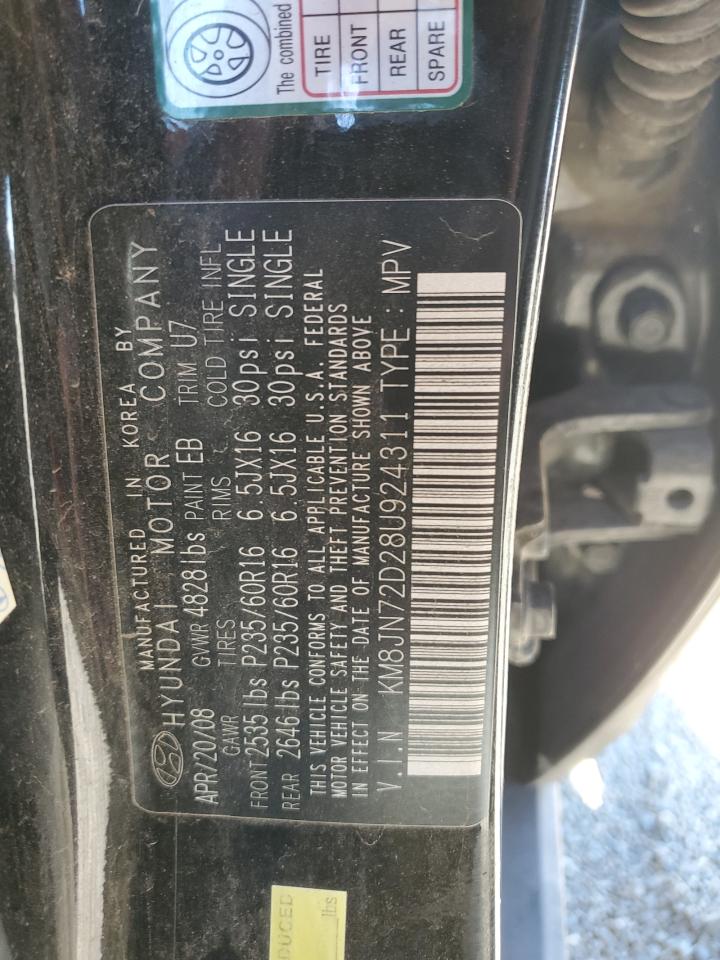 The combined
TIRE
FRONT
REAR
SPARE
MANUFACTURED IN KOREA BY
HYUNDAI MOTOR COMPANY
APR/20/08 GVWR 4828lbs PAINT EB TRIM U7
GAWR TIRES RIMS COLD TIRE INFL
FRONT 2535lbs P235/60R16 6.5JX16 30psi SINGLE
REAR 2646lbs P235/60R16 6.5JX16 30psi SINGLE
THIS VEHICLE CONFORMS TO ALL APPLICABLE U.S.A. FEDERAL
MOTOR VEHICLE SAFETY AND THEFT PREVENTION STANDARDS
IN EFFECT ON THE DATE OF MANUFACTURE SHOWN ABOVE
V.I.N KM8JN72D28U924311 TYPE: MPV
DUCED
lbs